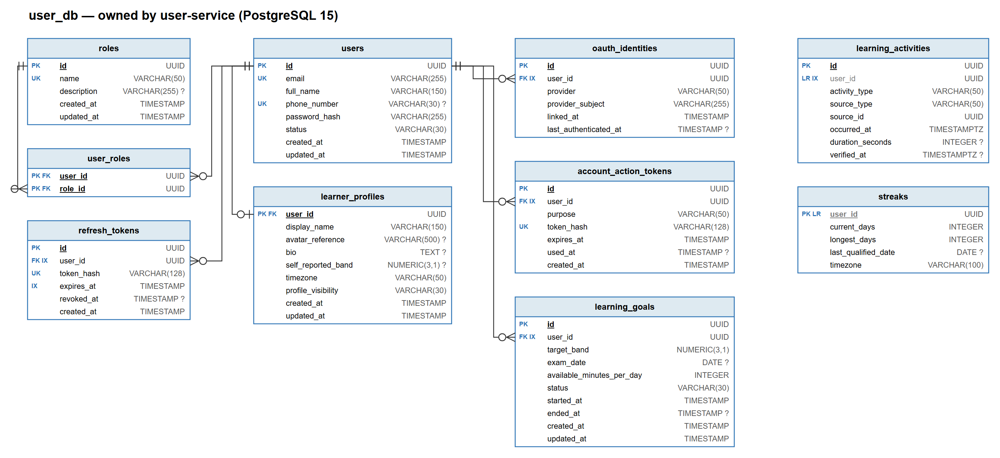 user_db — owned by user-service (PostgreSQL 15)
roles
PK id UUID
UK name VARCHAR(50)
description VARCHAR(255) ?
created_at TIMESTAMP
updated_at TIMESTAMP
user_roles
PK FK user_id UUID
PK FK role_id UUID
refresh_tokens
PK id UUID
FK IX user_id UUID
UK token_hash VARCHAR(128)
IX expires_at TIMESTAMP
revoked_at TIMESTAMP ?
created_at TIMESTAMP
users
PK id UUID
UK email VARCHAR(255)
full_name VARCHAR(150)
UK phone_number VARCHAR(30) ?
password_hash VARCHAR(255)
status VARCHAR(30)
created_at TIMESTAMP
updated_at TIMESTAMP
learner_profiles
PK FK user_id UUID
display_name VARCHAR(150)
avatar_reference VARCHAR(500) ?
bio TEXT ?
self_reported_band NUMERIC(3,1) ?
timezone VARCHAR(50)
profile_visibility VARCHAR(30)
created_at TIMESTAMP
updated_at TIMESTAMP
oauth_identities
PK id UUID
FK IX user_id UUID
provider VARCHAR(50)
provider_subject VARCHAR(255)
linked_at TIMESTAMP
last_authenticated_at TIMESTAMP ?
account_action_tokens
PK id UUID
FK IX user_id UUID
purpose VARCHAR(50)
UK token_hash VARCHAR(128)
expires_at TIMESTAMP
used_at TIMESTAMP ?
created_at TIMESTAMP
learning_goals
PK id UUID
FK IX user_id UUID
target_band NUMERIC(3,1)
exam_date DATE ?
available_minutes_per_day INTEGER
status VARCHAR(30)
started_at TIMESTAMP
ended_at TIMESTAMP ?
created_at TIMESTAMP
updated_at TIMESTAMP
learning_activities
PK id UUID
LR IX user_id UUID
activity_type VARCHAR(50)
source_type VARCHAR(50)
source_id UUID
occurred_at TIMESTAMPTZ
duration_seconds INTEGER ?
verified_at TIMESTAMPTZ ?
streaks
PK LR user_id UUID
current_days INTEGER
longest_days INTEGER
last_qualified_date DATE ?
timezone VARCHAR(100)